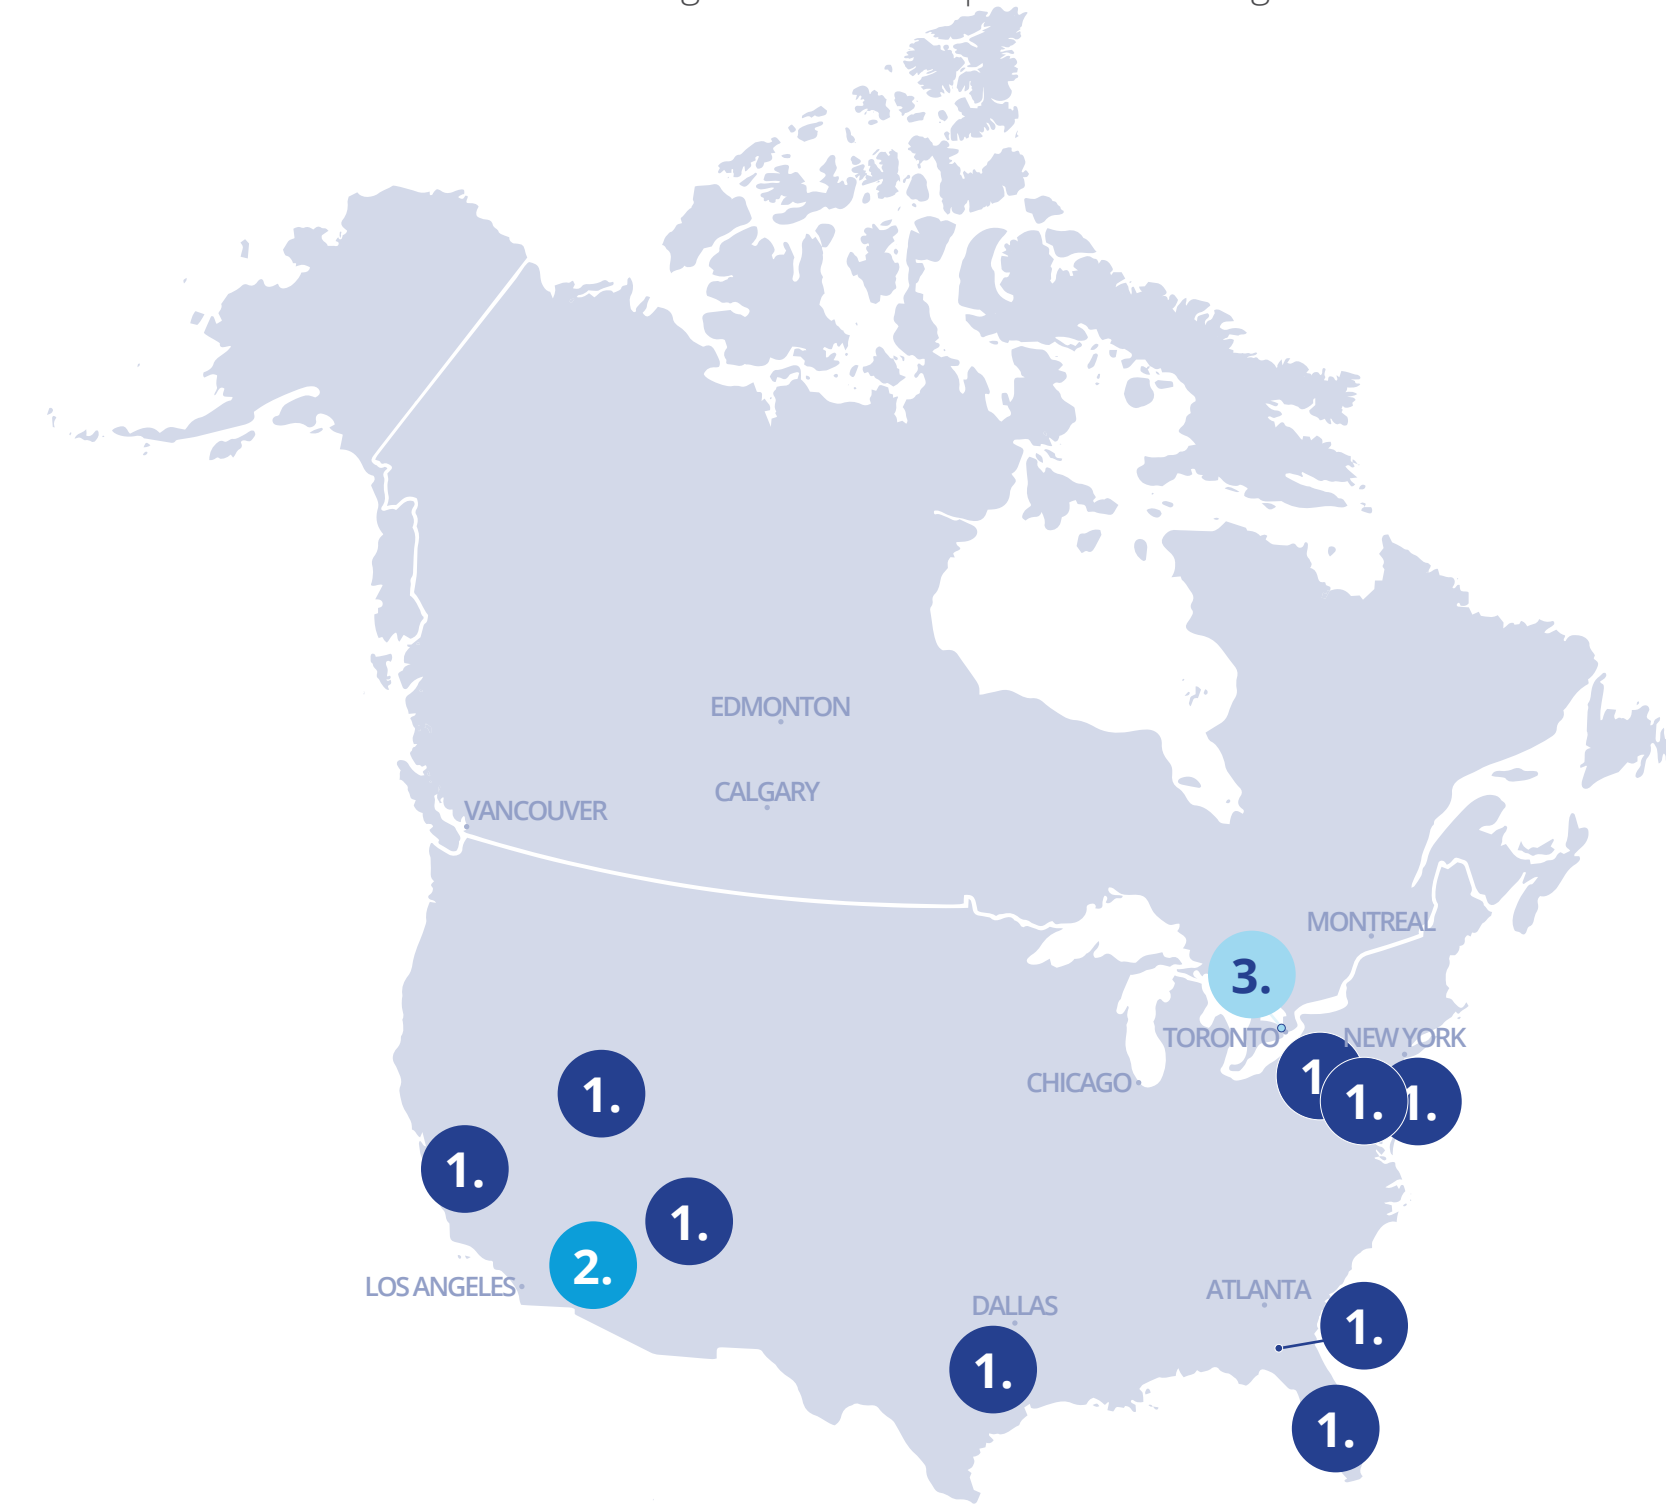 EDMONTON
CALGARY
VANCOUVER
MONTREAL
3.
TORONTO
NEW YORK
CHICAGO
1
1.
1.
1.
1.
1.
2.
LOS ANGELES
ATLANTA
DALLAS
1.
1.
1.